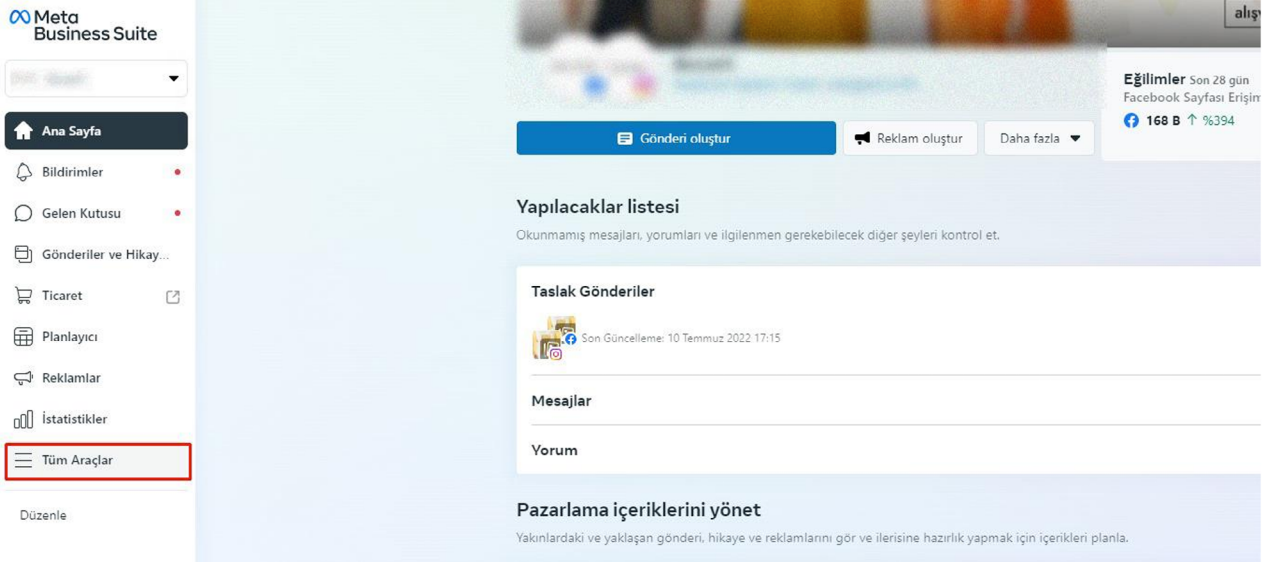 Meta
Business Suite
Ana Sayfa
Bildirimler
Gelen Kutusu
Gönderiler ve Hikay...
Ticaret
Planlayıcı
Reklamlar
İstatistikler
Tüm Araçlar
Düzenle
Eğilimler Son 28 gün
Facebook Sayfası
168 B ↑ %394
Gönderi oluştur
Reklam oluştur
Daha fazla
Yapılacaklar listesi
Okunmamış mesajları, yorumları ve ilgilenmen gerekebilecek diğer şeyleri kontrol et.
Taslak Gönderiler
Son Güncelleme: 10 Temmuz 2022 17:15
Mesajlar
Yorum
Pazarlama içeriklerini yönet
Yakınlardaki ve yaklaşan gönderi, hikaye ve reklamlarını gör ve ilerisine hazırlık yapmak için içerikleri planla.